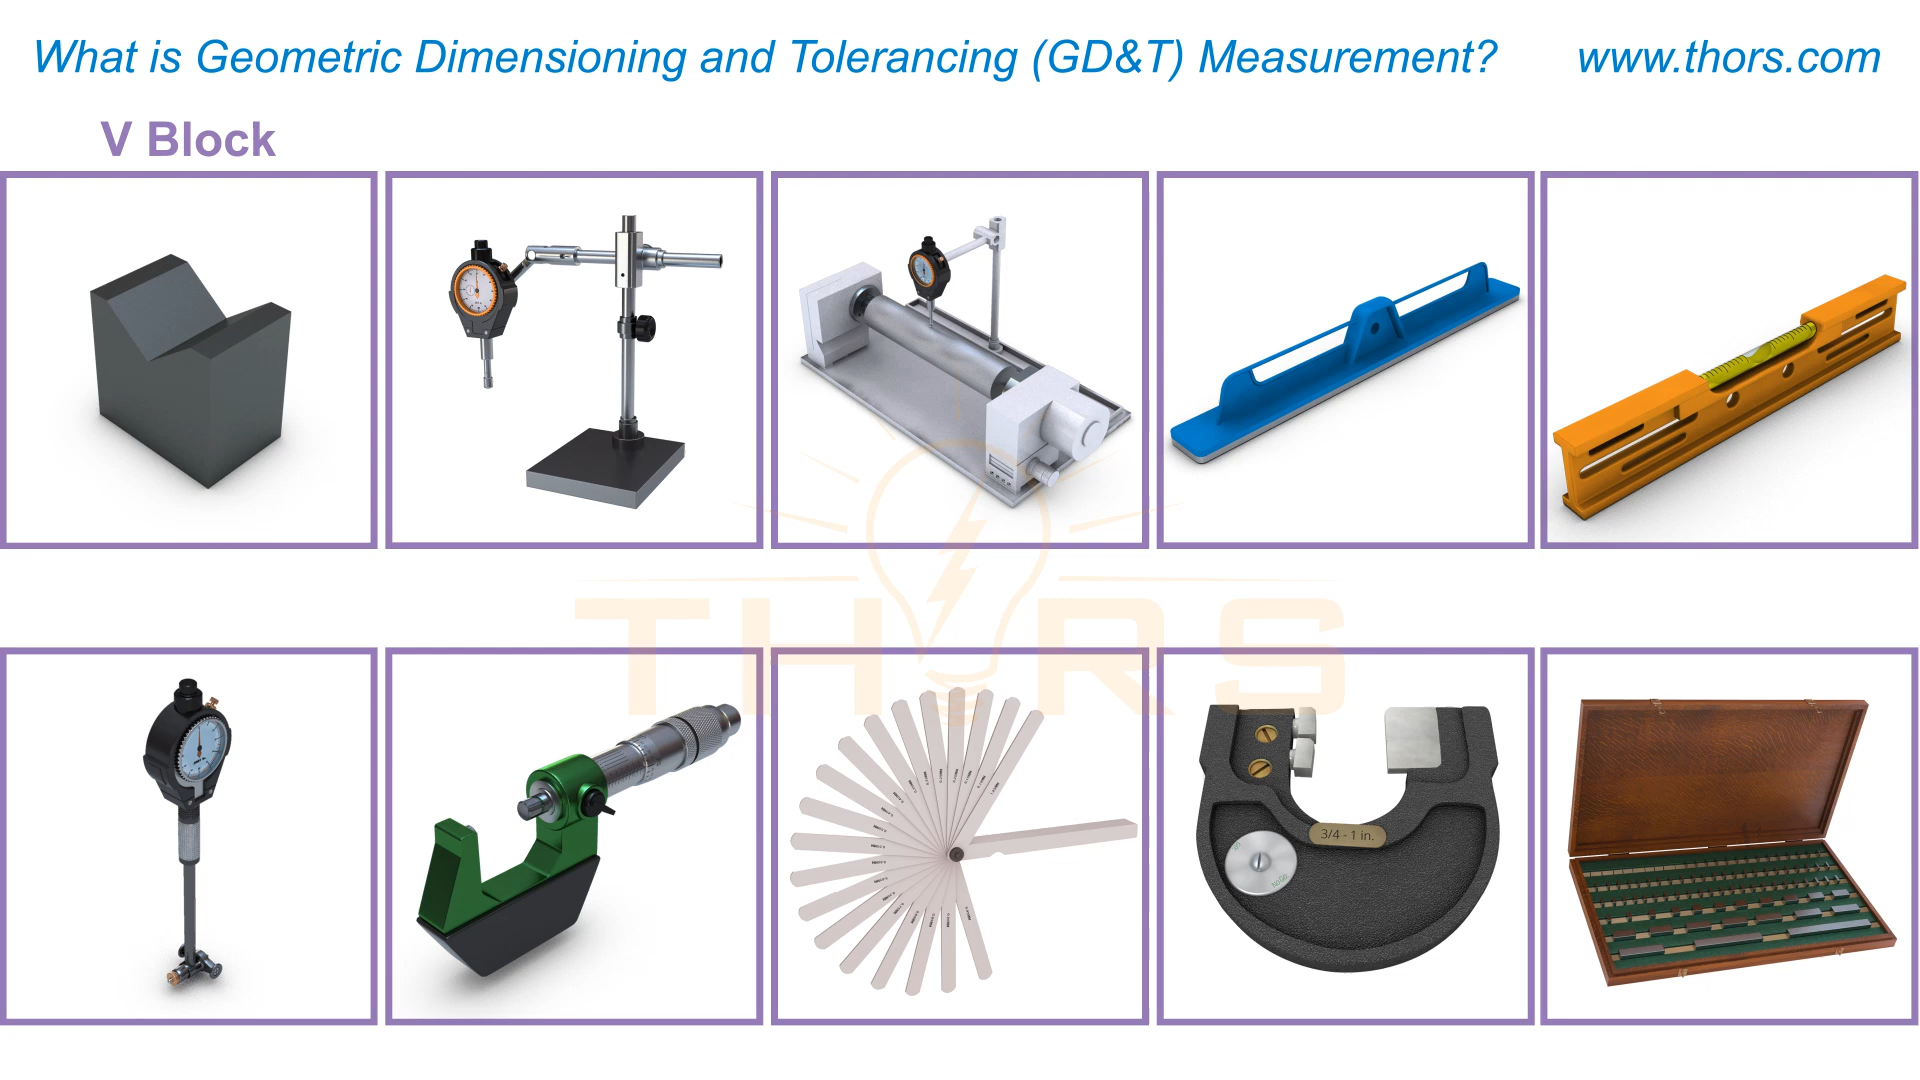 What is Geometric Dimensioning and Tolerancing (GD&T) Measurement?
www.thors.com
V Block
THORS
3/4 - 1 in.